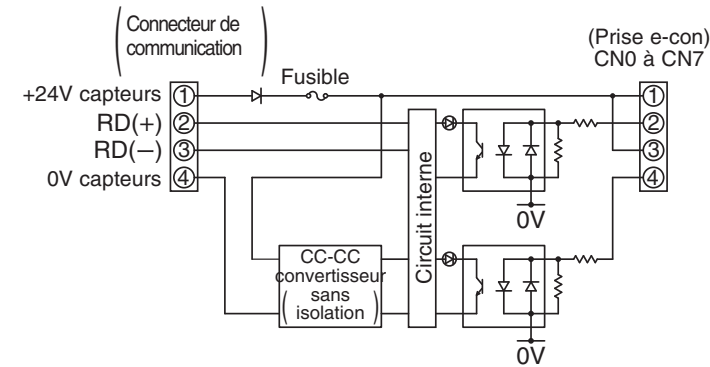 (Connecteur de
communication)
(Prise e-con)
CN0 à CN7
Fusible
+24V capteurs ①
RD(+) ②
RD(−) ③
0V capteurs ④
①
②
③
④
Circuit interne
0V
CC-CC
convertisseur
(sans
isolation)
0V